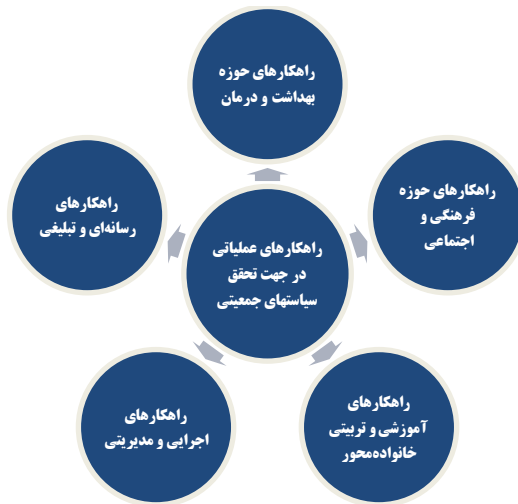 راهکارهای حوزه
بهداشت و درمان
راهکارهای حوزه
فرهنگی و
اجتماعی
راهکارهای
رسانه‌ای و تبلیغی
راهکارهای عملیاتی
در جهت تحقق
سیاستهای جمعیتی
راهکارهای
آموزشی و تربیتی
خانواده‌محور
راهکارهای
اجرایی و مدیریتی